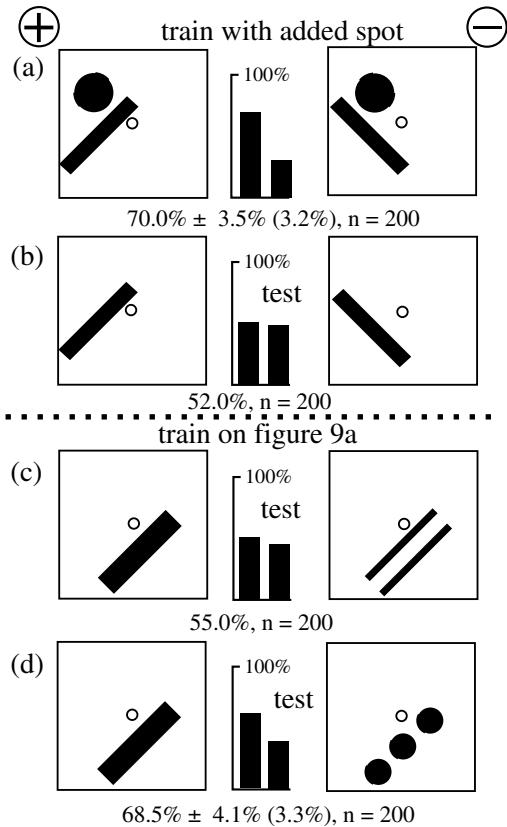 train with added spot
(a)
100%
70.0% ± 3.5% (3.2%), n = 200
(b)
100%
test
52.0%, n = 200
train on figure 9a
(c)
100%
test
55.0%, n = 200
(d)
100%
test
68.5% ± 4.1% (3.3%), n = 200